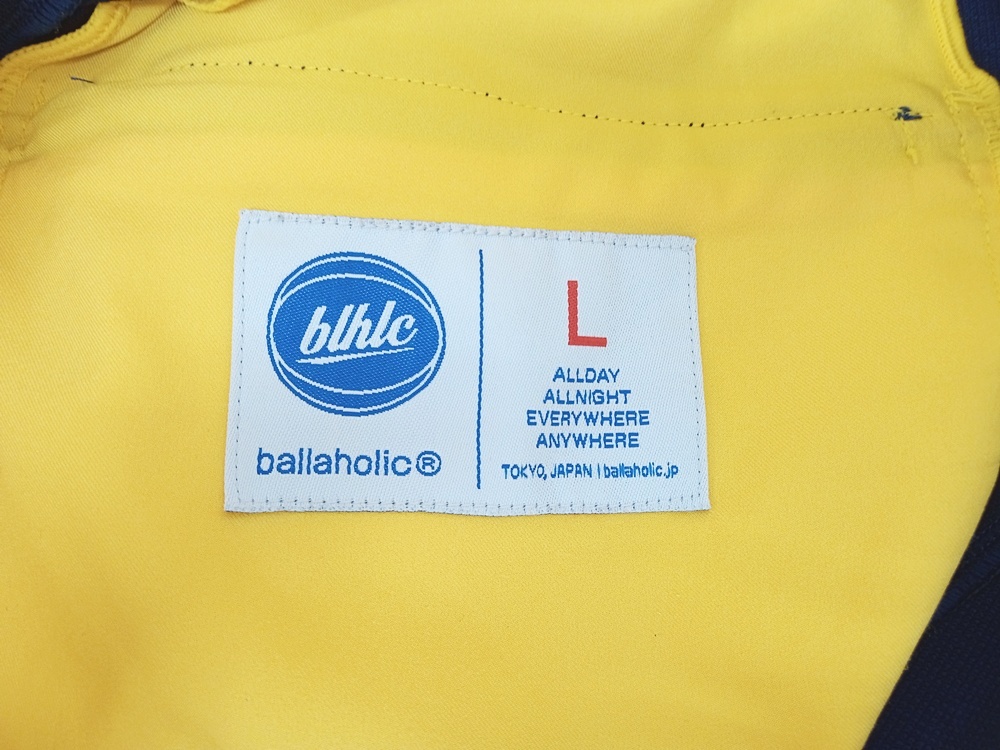 blhlc
ballaholic®
L
ALLDAY
ALLNIGHT
EVERYWHERE
ANYWHERE
TOKYO, JAPAN | ballaholic.jp